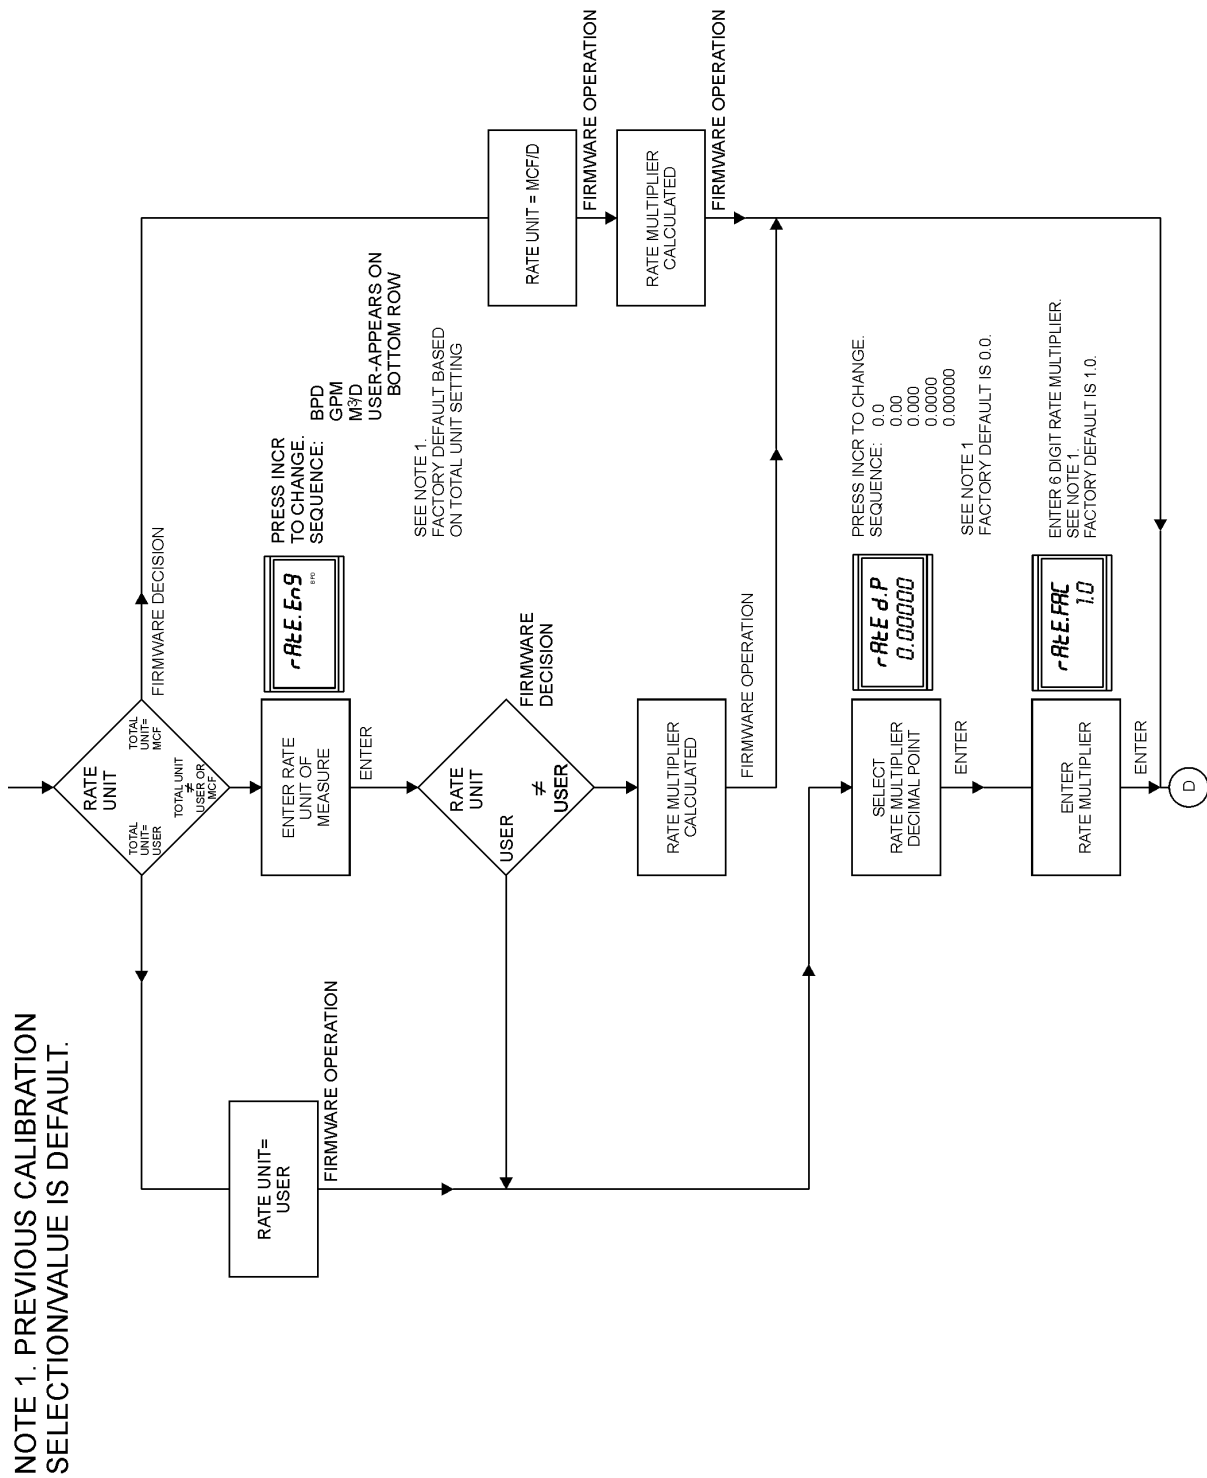 NOTE 1. PREVIOUS CALIBRATION
SELECTION/VALUE IS DEFAULT.
RATE
UNIT
TOTAL
UNIT=
USER
TOTAL UNIT
≠
USER OR
MCF
TOTAL
UNIT=
MCF
FIRMWARE DECISION
RATE UNIT=
USER
FIRMWARE OPERATION
ENTER RATE
UNIT OF
MEASURE
ENTER
rAtE.Eng
BPD
PRESS INCR
TO CHANGE.
SEQUENCE:
BPD
GPM
M³/D
USER-APPEARS ON
BOTTOM ROW
SEE NOTE 1.
FACTORY DEFAULT BASED
ON TOTAL UNIT SETTING
RATE
UNIT
USER
≠
USER
FIRMWARE
DECISION
RATE UNIT = MCF/D
FIRMWARE OPERATION
RATE MULTIPLIER
CALCULATED
FIRMWARE OPERATION
RATE MULTIPLIER
CALCULATED
FIRMWARE OPERATION
SELECT
RATE MULTIPLIER
DECIMAL POINT
ENTER
rAtE d.P
0.00000
PRESS INCR TO CHANGE.
SEQUENCE: 0.0
0.00
0.000
0.0000
0.00000
SEE NOTE 1
FACTORY DEFAULT IS 0.0.
ENTER
RATE MULTIPLIER
ENTER
rAtE.FAC
1.0
ENTER 6 DIGIT RATE MULTIPLIER.
SEE NOTE 1.
FACTORY DEFAULT IS 1.0.
D